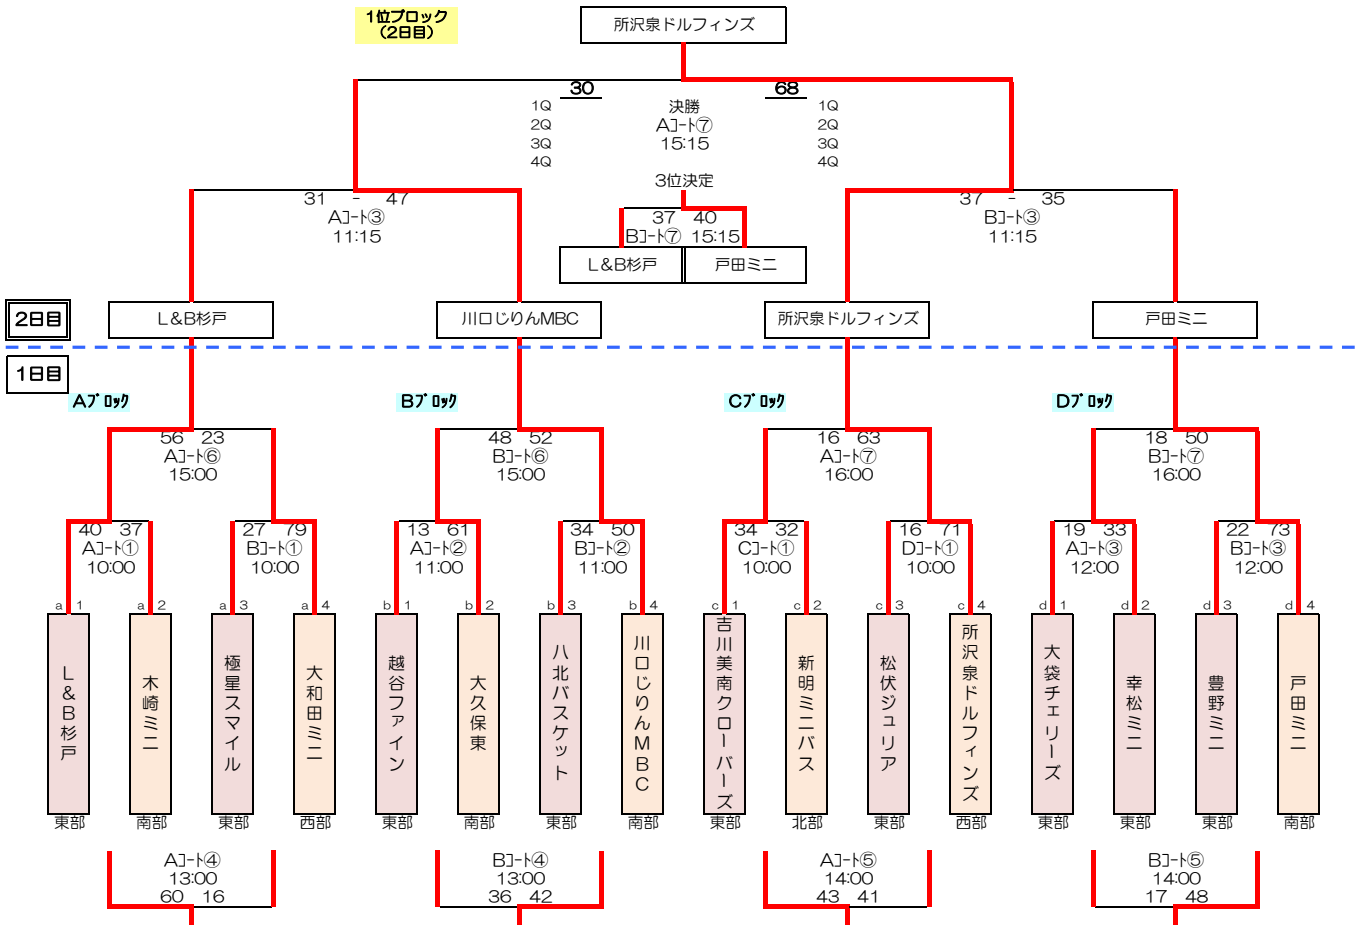 1位ブロック
(2日目)
所沢泉ドルフィンズ
30 68
1Q 決勝 1Q
2Q Aコート⑦ 2Q
3Q 15:15 3Q
4Q 4Q
3位決定
31 - 47
Aコート③
11:15
37 40
Bコート⑦ 15:15
L&B杉戸 戸田ミニ
37 - 35
Bコート③
11:15
2日目
L&B杉戸
川口じりんMBC
所沢泉ドルフィンズ
戸田ミニ
1日目
Aブロック
Bブロック
Cブロック
Dブロック
56 23
Aコート⑥
15:00
48 52
Bコート⑥
15:00
16 63
Aコート⑦
16:00
18 50
Bコート⑦
16:00
40 37
Aコート①
10:00
27 79
Bコート①
10:00
13 61
Aコート②
11:00
34 50
Bコート②
11:00
34 32
Cコート①
10:00
16 71
Dコート①
10:00
19 33
Aコート③
12:00
22 73
Bコート③
12:00
a 1
a 2
a 3
a 4
b 1
b 2
b 3
b 4
c 1
c 2
c 3
c 4
d 1
d 2
d 3
d 4
L&B杉戸
木崎ミニ
極星スマイル
大和田ミニ
越谷ファイン
大久保東
八北バスケット
川口じりんMBC
吉川美南クローバーズ
新明ミニバス
松伏ジュリア
所沢泉ドルフィンズ
大袋チェリーズ
幸松ミニ
豊野ミニ
戸田ミニ
東部
南部
東部
西部
東部
南部
東部
南部
東部
北部
東部
西部
東部
東部
東部
南部
Aコート④
13:00
60 16
Bコート④
13:00
36 42
Aコート⑤
14:00
43 41
Bコート⑤
14:00
17 48